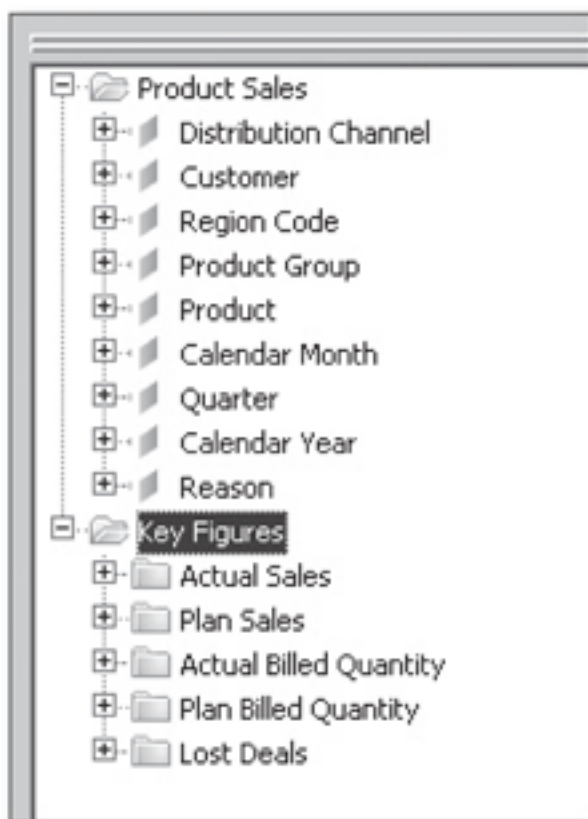 Product Sales
Distribution Channel
Customer
Region Code
Product Group
Product
Calendar Month
Quarter
Calendar Year
Reason
Key Figures
Actual Sales
Plan Sales
Actual Billed Quantity
Plan Billed Quantity
Lost Deals